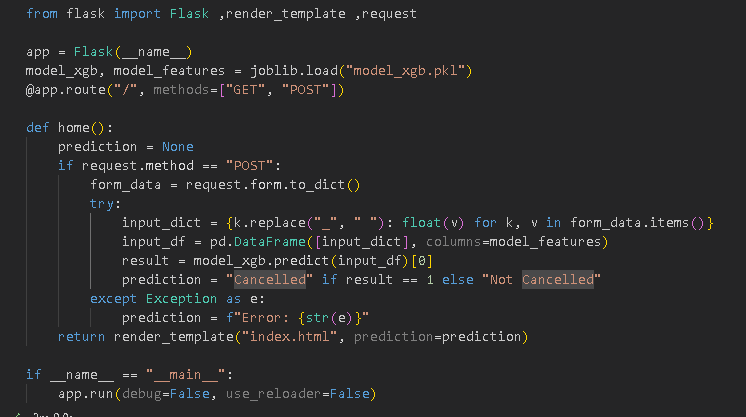 from flask import Flask ,render_template ,request
app = Flask(__name__)
model_xgb, model_features = joblib.load("model_xgb.pkl")
@app.route("/", methods=["GET", "POST"])
def home():
    prediction = None
    if request.method == "POST":
        form_data = request.form.to_dict()
        try:
            input_dict = {k.replace("_", " "): float(v) for k, v in form_data.items()}
            input_df = pd.DataFrame([input_dict], columns=model_features)
            result = model_xgb.predict(input_df)[0]
            prediction = "Cancelled" if result == 1 else "Not Cancelled"
        except Exception as e:
            prediction = f"Error: {str(e)}"
    return render_template("index.html", prediction=prediction)
if __name__ == "__main__":
    app.run(debug=False, use_reloader=False)